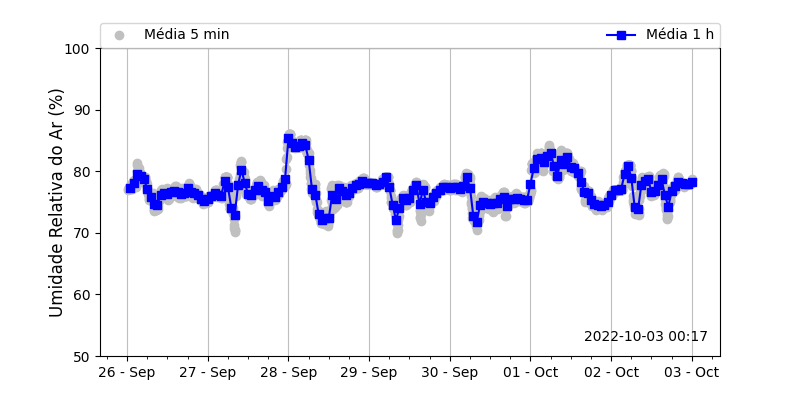 Média 5 min
Média 1 h
Umidade Relativa do Ar (%)
100
90
80
70
60
50
2022-10-03 00:17
26 - Sep
27 - Sep
28 - Sep
29 - Sep
30 - Sep
01 - Oct
02 - Oct
03 - Oct